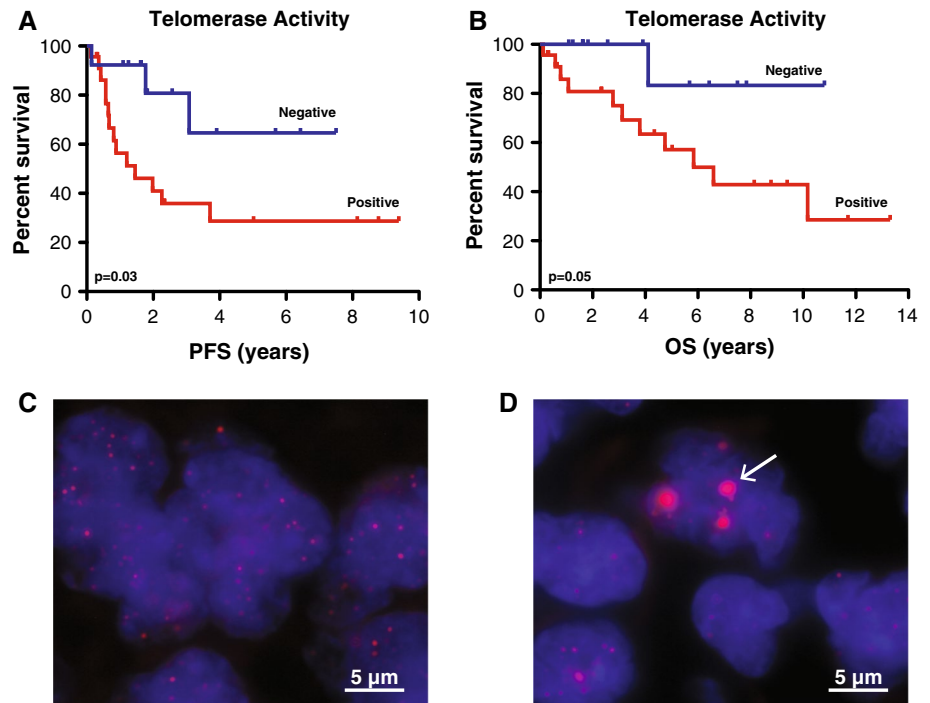 A
Telomerase Activity
Percent survival
100
80
60
40
20
0
Negative
Positive
p=0.03
0 2 4 6 8 10
PFS (years)
B
Telomerase Activity
Percent survival
100
80
60
40
20
0
Negative
Positive
p=0.05
0 2 4 6 8 10 12 14
OS (years)
C
5 µm
D
5 µm